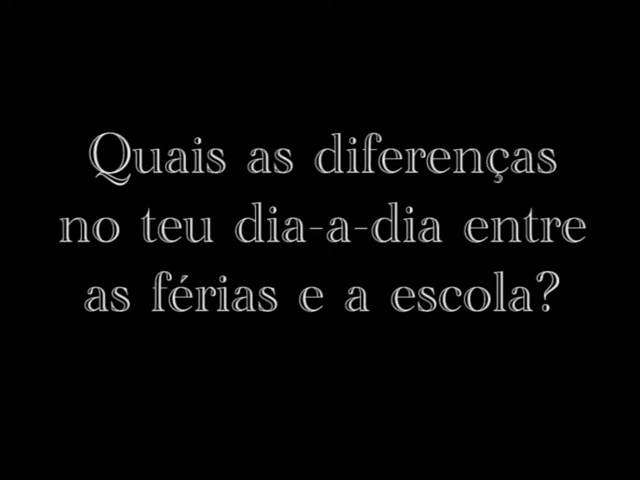 Quais as diferenças
no teu dia-a-dia entre
as férias e a escola?